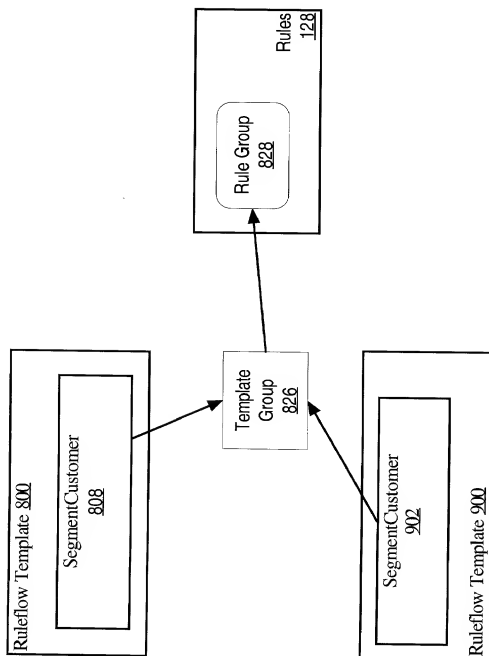 Ruleflow Template 800
SegmentCustomer
808
Template
Group
826
Rule Group
828
Rules
128
SegmentCustomer
902
Ruleflow Template 900